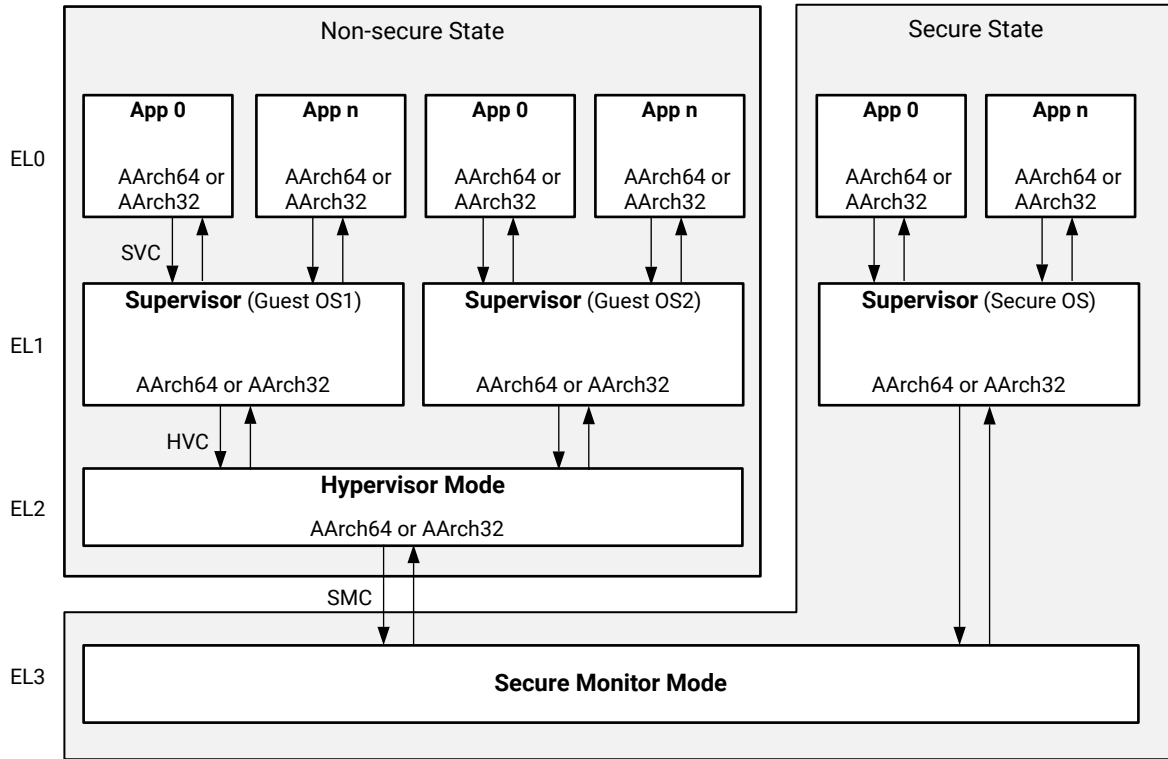 Non-secure State
Secure State
App 0
App n
App 0
App n
App 0
App n
EL0
AArch64 or
AArch32
AArch64 or
AArch32
AArch64 or
AArch32
AArch64 or
AArch32
AArch64 or
AArch32
AArch64 or
AArch32
SVC
Supervisor (Guest OS1)
Supervisor (Guest OS2)
Supervisor (Secure OS)
EL1
AArch64 or AArch32
AArch64 or AArch32
AArch64 or AArch32
HVC
Hypervisor Mode
EL2
AArch64 or AArch32
SMC
EL3
Secure Monitor Mode